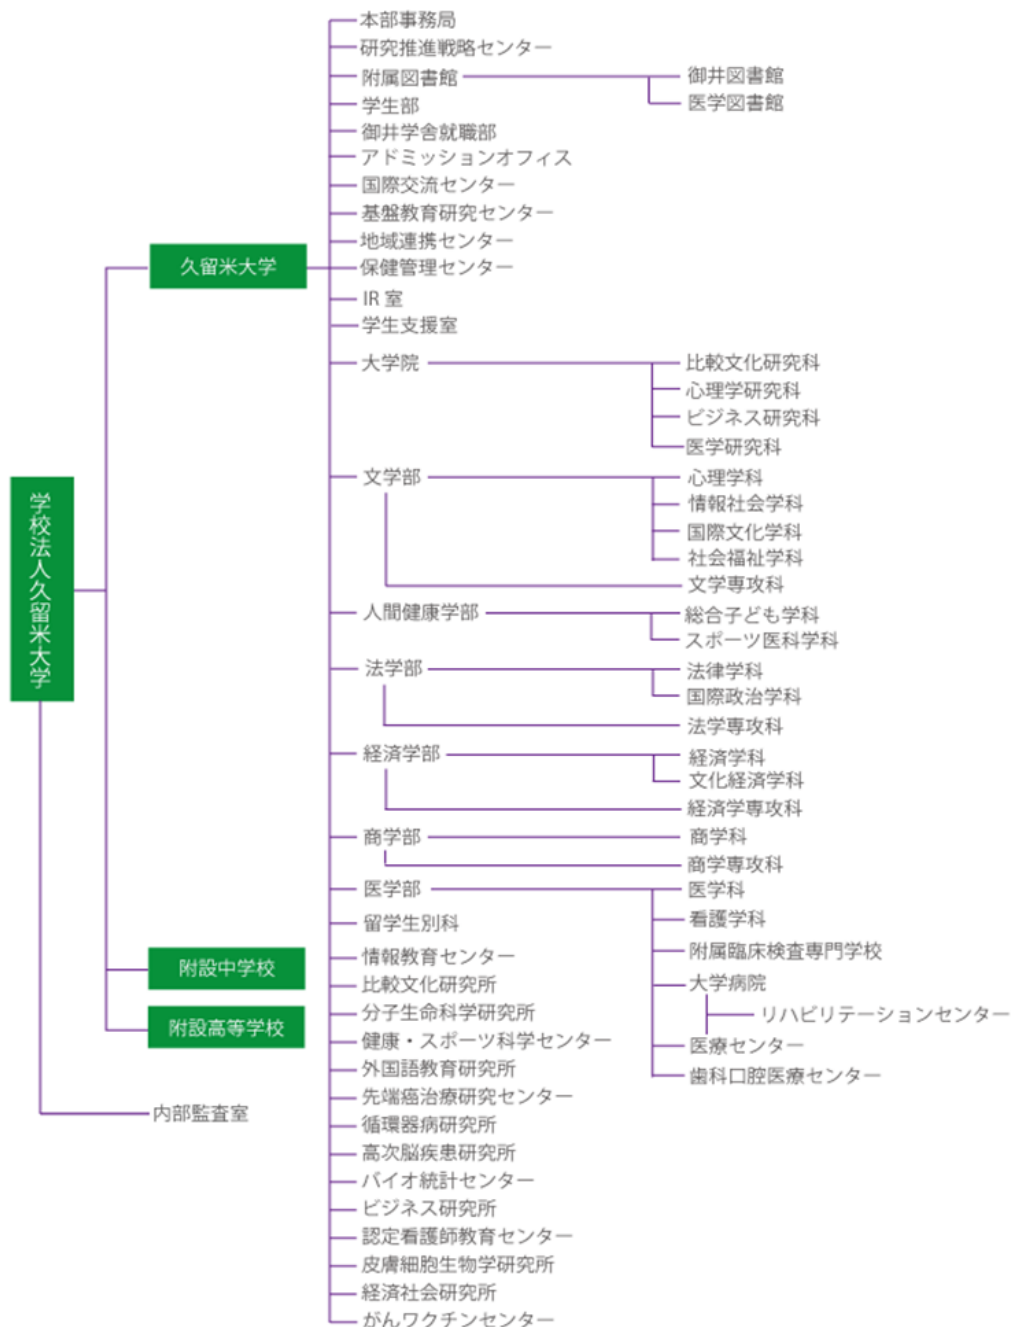 学校法人久留米大学
久留米大学
本部事務局
研究推進戦略センター
附属図書館
御井図書館
医学図書館
学生部
御井学舎就職部
アドミッションオフィス
国際交流センター
基盤教育研究センター
地域連携センター
保健管理センター
IR 室
学生支援室
大学院
比較文化研究科
心理学研究科
ビジネス研究科
医学研究科
文学部
心理学科
情報社会学科
国際文化学科
社会福祉学科
文学専攻科
人間健康学部
総合子ども学科
スポーツ医科学科
法学部
法律学科
国際政治学科
法学専攻科
経済学部
経済学科
文化経済学科
経済学専攻科
商学部
商学科
商学専攻科
医学部
医学科
看護学科
附属臨床検査専門学校
大学病院
リハビリテーションセンター
医療センター
歯科口腔医療センター
留学生別科
情報教育センター
比較文化研究所
分子生命科学研究所
健康・スポーツ科学センター
外国語教育研究所
先端癌治療研究センター
循環器病研究所
高次脳疾患研究所
バイオ統計センター
ビジネス研究所
認定看護師教育センター
皮膚細胞生物学研究所
経済社会研究所
がんワクチンセンター
附設中学校
附設高等学校
内部監査室